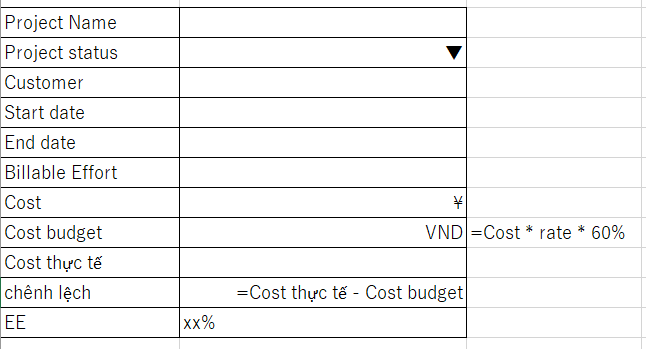 Project Name
Project status ▼
Customer
Start date
End date
Billable Effort
Cost ¥
Cost budget VND =Cost * rate * 60%
Cost thực tế
chênh lệch =Cost thực tế - Cost budget
EE xx%